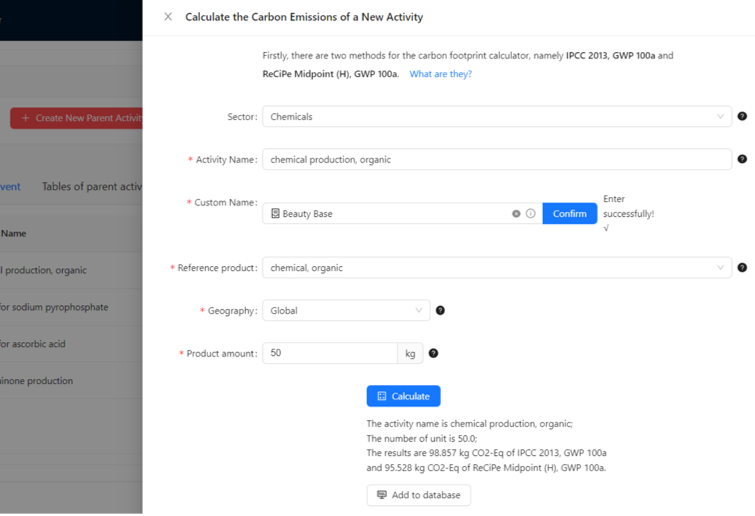 Calculate the Carbon Emissions of a New Activity
Firstly, there are two methods for the carbon footprint calculator, namely IPCC 2013, GWP 100a and
ReCiPe Midpoint (H), GWP 100a. What are they?
+ Create New Parent Activity
Sector: Chemicals
* Activity Name: chemical production, organic
vent Tables of parent activ
* Custom Name: Beauty Base Confirm
Enter
successfully!
√
Name
* Reference product: chemical, organic
l production, organic
* Geography: Global
for sodium pyrophosphate
for ascorbic acid
* Product amount: 50 kg
inone production
Calculate
The activity name is chemical production, organic;
The number of unit is 50.0;
The results are 98.857 kg CO2-Eq of IPCC 2013, GWP 100a
and 95.528 kg CO2-Eq of ReCiPe Midpoint (H), GWP 100a.
Add to database